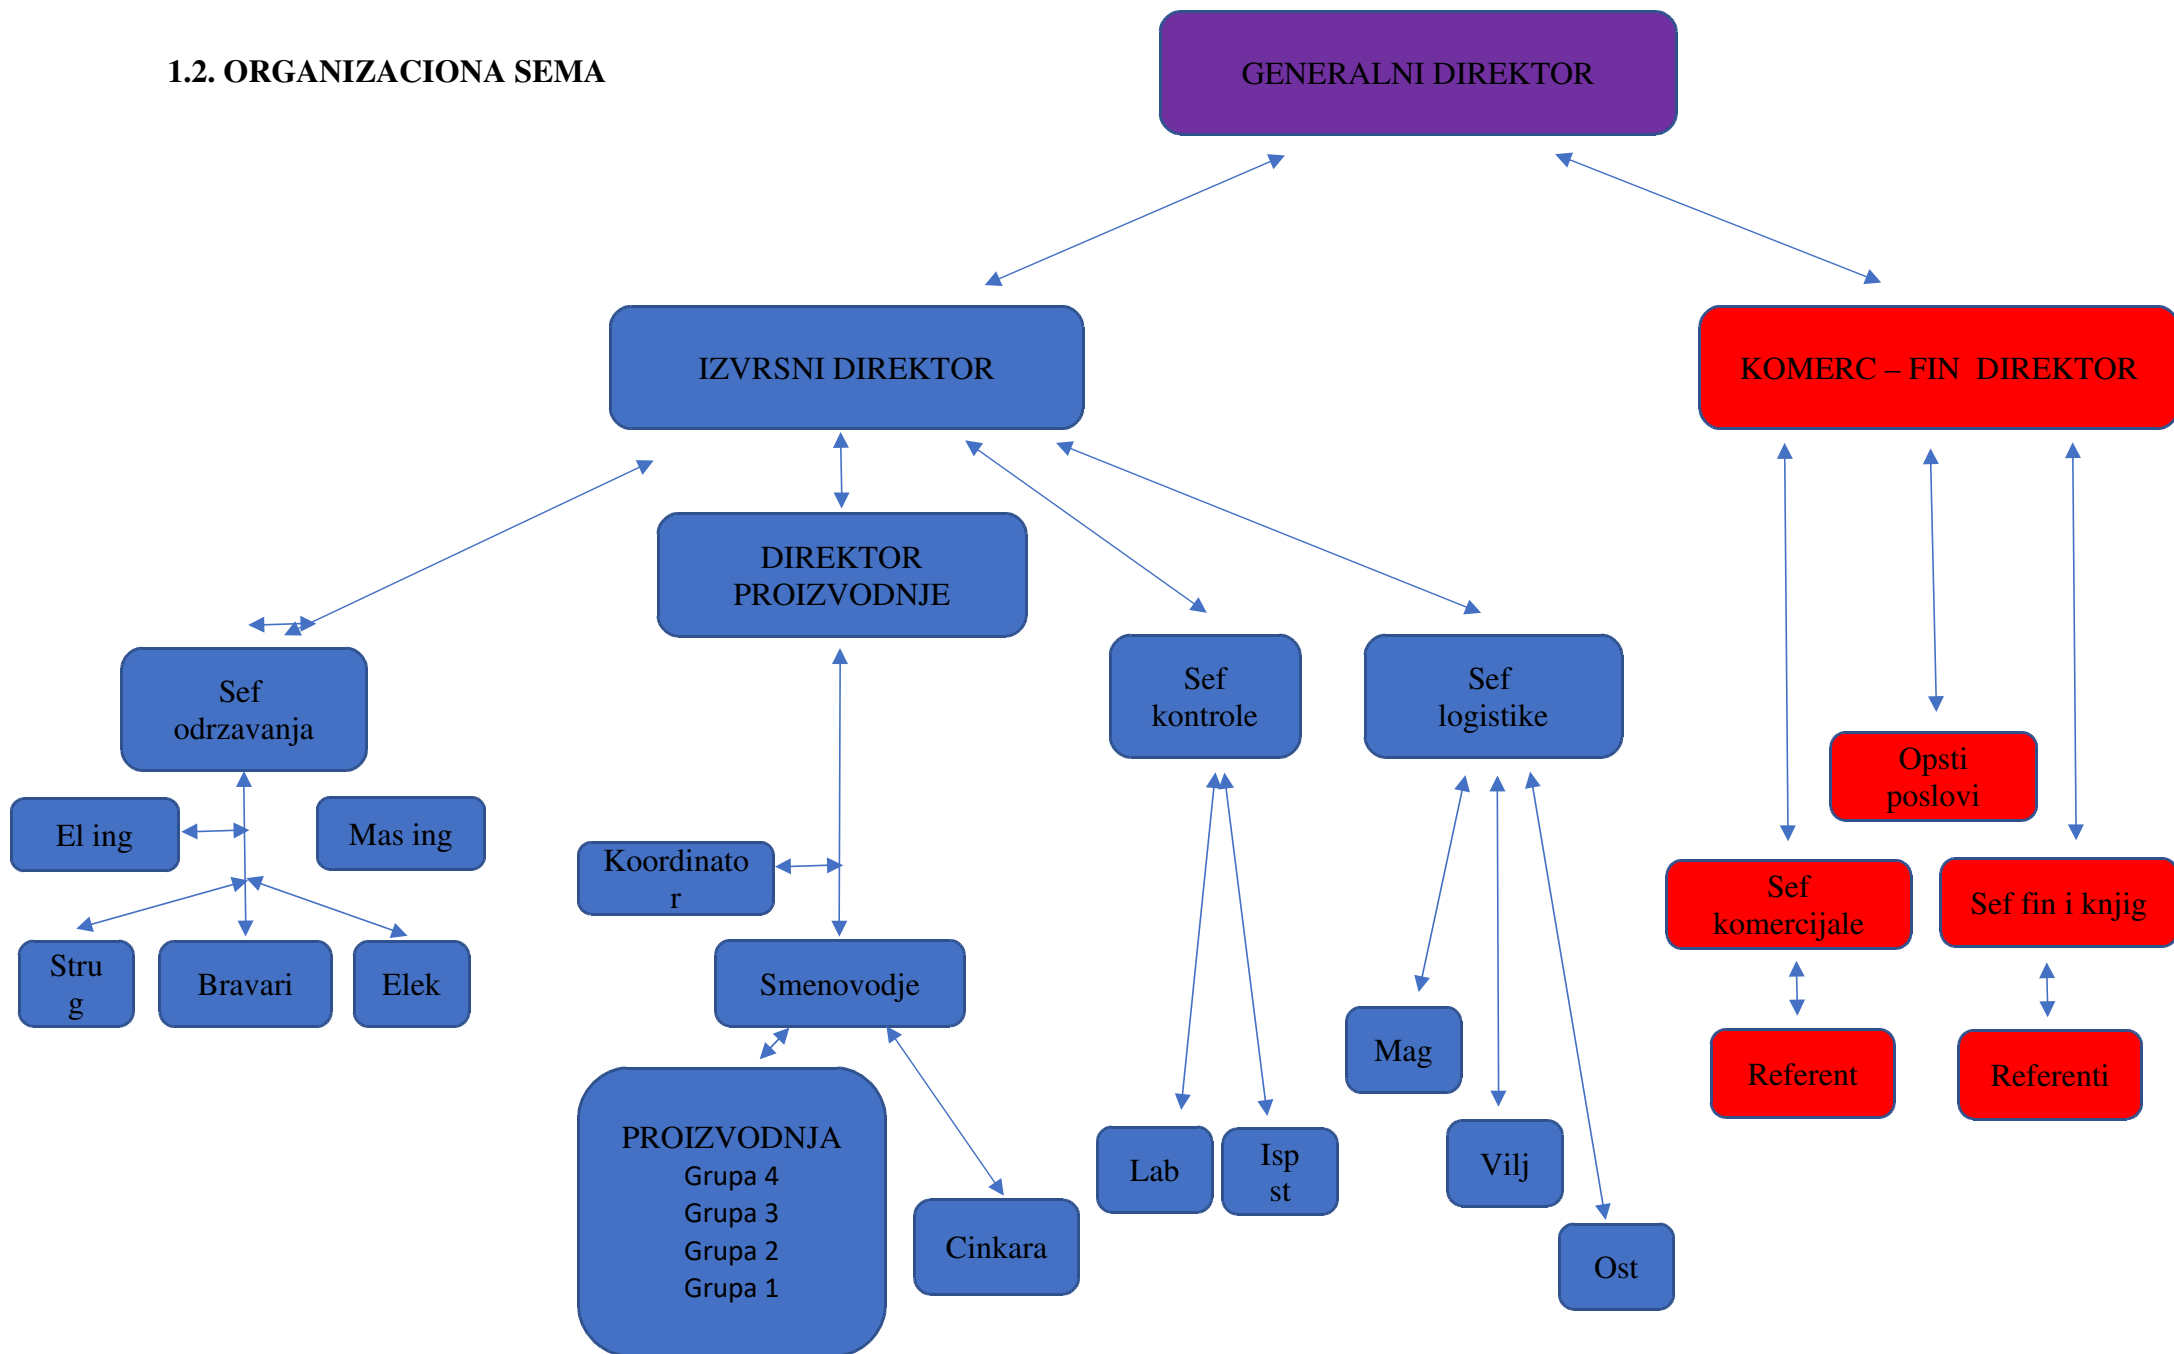 1.2. ORGANIZACIONA SEMA
GENERALNI DIREKTOR
IZVRSNI DIREKTOR
KOMERC – FIN  DIREKTOR
DIREKTOR
PROIZVODNJE
Sef
odrzavanja
Sef
kontrole
Sef
logistike
Opsti
poslovi
El ing
Mas ing
Koordinato
r
Sef
komercijale
Sef fin i knjig
Stru
g
Bravari
Elek
Smenovodje
Mag
Referent
Referenti
PROIZVODNJA
Grupa 4
Grupa 3
Grupa 2
Grupa 1
Cinkara
Lab
Isp
st
Vilj
Ost